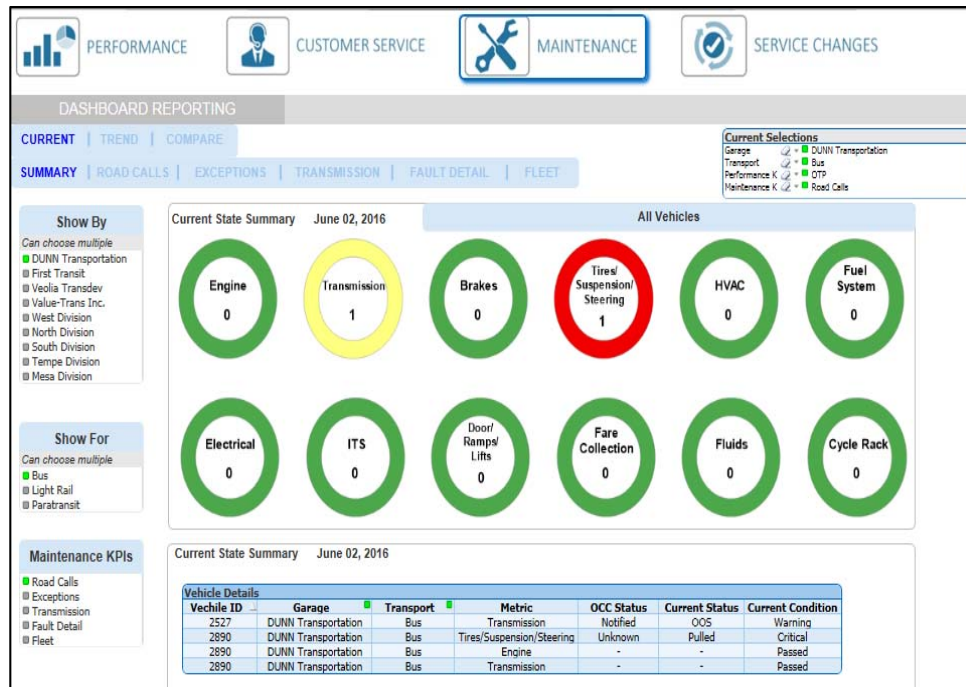 PERFORMANCE CUSTOMER SERVICE MAINTENANCE SERVICE CHANGES
DASHBOARD REPORTING
CURRENT | TREND | COMPARE
SUMMARY | ROAD CALLS | EXCEPTIONS | TRANSMISSION | FAULT DETAIL | FLEET
Current Selections
Garage DUNN Transportation
Transport Bus
Performance K OTP
Maintenance K Road Calls
Show By
Can choose multiple
DUNN Transportation
First Transit
Veolia Transdev
Value-Trans Inc.
West Division
North Division
South Division
Tempe Division
Mesa Division
Show For
Can choose multiple
Bus
Light Rail
Paratransit
Maintenance KPIs
Road Calls
Exceptions
Transmission
Fault Detail
Fleet
Current State Summary June 02, 2016 All Vehicles
Engine
0
Transmission
1
Brakes
0
Tires/
Suspension/
Steering
1
HVAC
0
Fuel
System
0
Electrical
0
ITS
0
Door/
Ramps/
Lifts
0
Fare
Collection
0
Fluids
0
Cycle Rack
0
Current State Summary June 02, 2016
Vehicle Details
Vechile ID Garage Transport Metric OCC Status Current Status Current Condition
2527 DUNN Transportation Bus Transmission Notified OOS Warning
2890 DUNN Transportation Bus Tires/Suspension/Steering Unknown Pulled Critical
2890 DUNN Transportation Bus Engine - - Passed
2890 DUNN Transportation Bus Transmission - - Passed